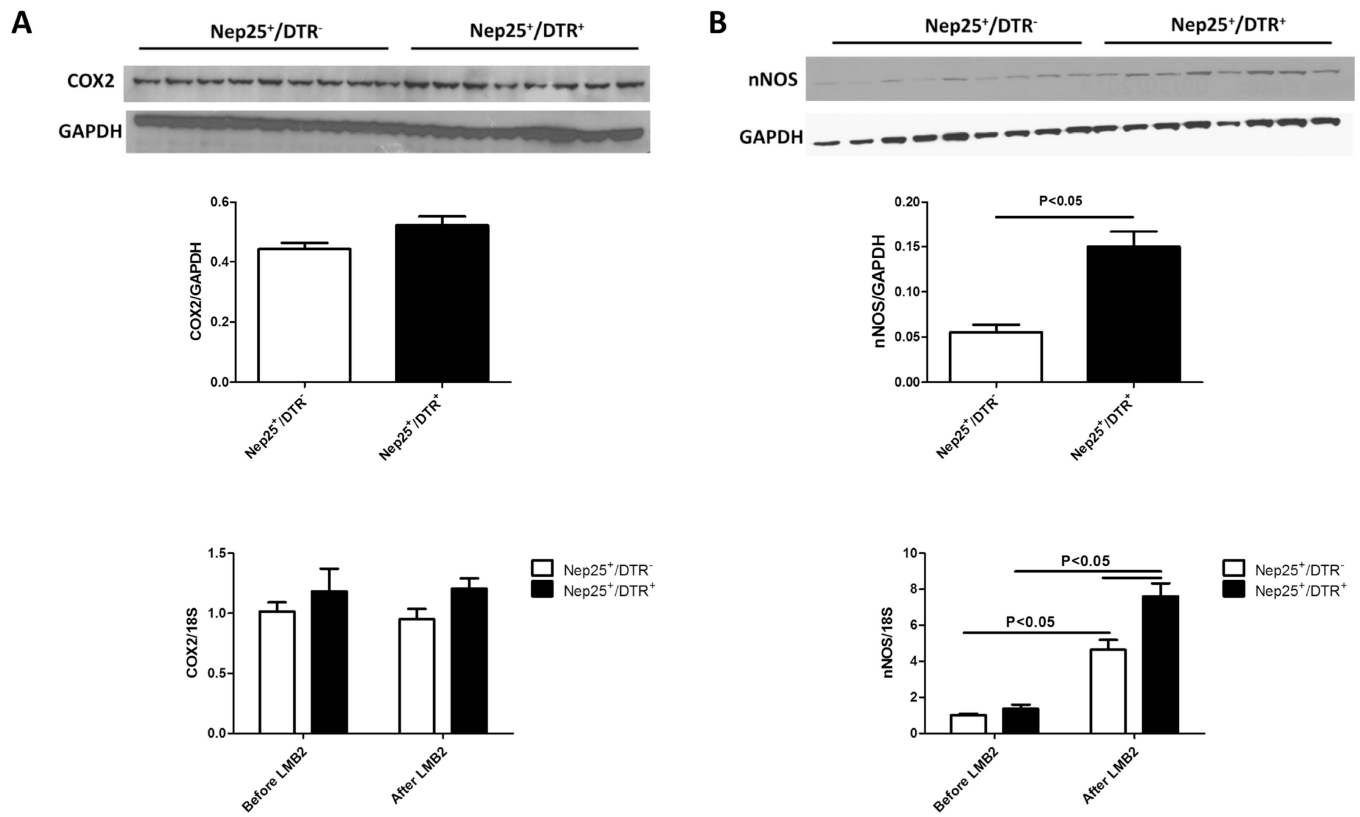 A
Nep25⁺/DTR⁻ Nep25⁺/DTR⁺
COX2
GAPDH
COX2/GAPDH
0.6
0.4
0.2
0.0
Nep25⁺/DTR⁻
Nep25⁺/DTR⁺
COX2/18S
1.5
1.0
0.5
0.0
Before LMB2
After LMB2
Nep25⁺/DTR⁻
Nep25⁺/DTR⁺
B
Nep25⁺/DTR⁻ Nep25⁺/DTR⁺
nNOS
GAPDH
nNOS/GAPDH
0.20
0.15
0.10
0.05
0.00
P<0.05
Nep25⁺/DTR⁻
Nep25⁺/DTR⁺
nNOS/18S
10
8
6
4
2
0
P<0.05
P<0.05
Before LMB2
After LMB2
Nep25⁺/DTR⁻
Nep25⁺/DTR⁺